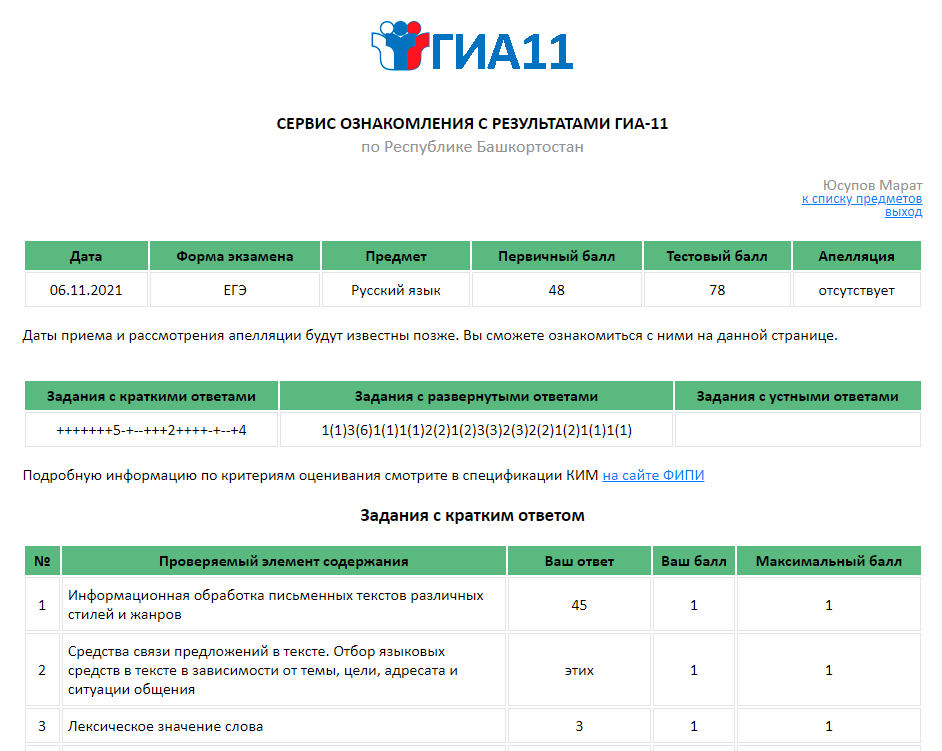 ГИА11
СЕРВИС ОЗНАКОМЛЕНИЯ С РЕЗУЛЬТАТАМИ ГИА-11
по Республике Башкортостан
Юсупов Марат
к списку предметов
выход
Дата Форма экзамена Предмет Первичный балл Тестовый балл Апелляция
06.11.2021 ЕГЭ Русский язык 48 78 отсутствует
Даты приема и рассмотрения апелляции будут известны позже. Вы сможете ознакомиться с ними на данной странице.
Задания с краткими ответами Задания с развернутыми ответами Задания с устными ответами
+++++++5-+--+++2++++-+--+4 1(1)3(6)1(1)1(1)2(2)1(2)3(3)2(3)2(2)1(2)1(1)1(1)
Подробную информацию по критериям оценивания смотрите в спецификации КИМ на сайте ФИПИ
Задания с кратким ответом
№ Проверяемый элемент содержания Ваш ответ Ваш балл Максимальный балл
1 Информационная обработка письменных текстов различных
стилей и жанров 45 1 1
Средства связи предложений в тексте. Отбор языковых
2 средств в тексте в зависимости от темы, цели, адресата и этих 1 1
ситуации общения
3 Лексическое значение слова 3 1 1